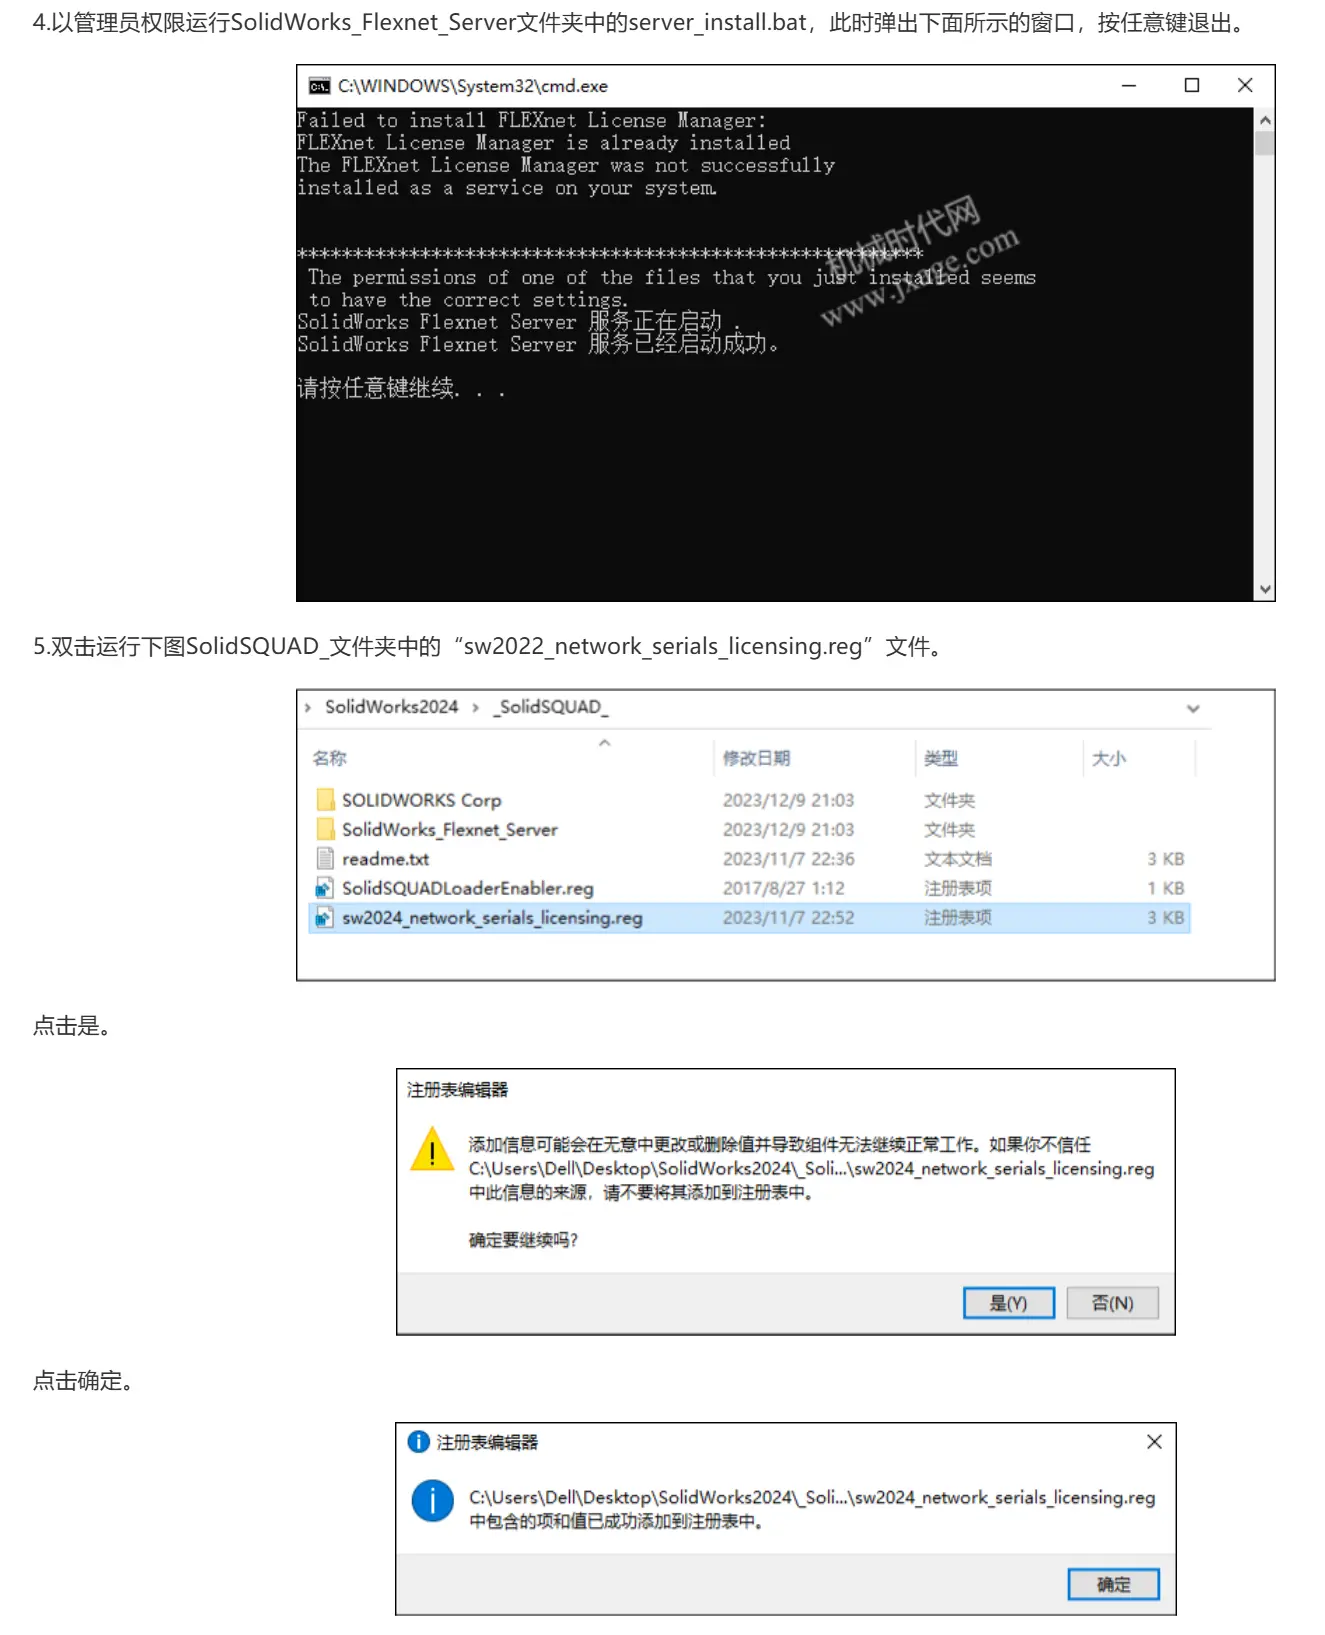 4.以管理员权限运行SolidWorks_Flexnet_Server文件夹中的server_install.bat，此时弹出下面所示的窗口，按任意键退出。
C:\WINDOWS\System32\cmd.exe
Failed to install FLEXnet License Manager:
FLEXnet License Manager is already installed
The FLEXnet License Manager was not successfully
installed as a service on your system.
机械时代网
www.jxage.com
********************************************************
The permissions of one of the files that you just installed seems
to have the correct settings.
SolidWorks Flexnet Server 服务正在启动 .
SolidWorks Flexnet Server 服务已经启动成功。
请按任意键继续. . .
5.双击运行下图SolidSQUAD_文件夹中的“sw2022_network_serials_licensing.reg”文件。
› SolidWorks2024 › _SolidSQUAD_
名称 修改日期 类型 大小
SOLIDWORKS Corp 2023/12/9 21:03 文件夹
SolidWorks_Flexnet_Server 2023/12/9 21:03 文件夹
readme.txt 2023/11/7 22:36 文本文档 3 KB
SolidSQUADLoaderEnabler.reg 2017/8/27 1:12 注册表项 1 KB
sw2024_network_serials_licensing.reg 2023/11/7 22:52 注册表项 3 KB
点击是。
注册表编辑器
添加信息可能会在无意中更改或删除值并导致组件无法继续正常工作。如果你不信任
C:\Users\Dell\Desktop\SolidWorks2024\_Soli...\sw2024_network_serials_licensing.reg
中此信息的来源，请不要将其添加到注册表中。
确定要继续吗?
是(Y) 否(N)
点击确定。
注册表编辑器
C:\Users\Dell\Desktop\SolidWorks2024\_Soli...\sw2024_network_serials_licensing.reg
中包含的项和值已成功添加到注册表中。
确定